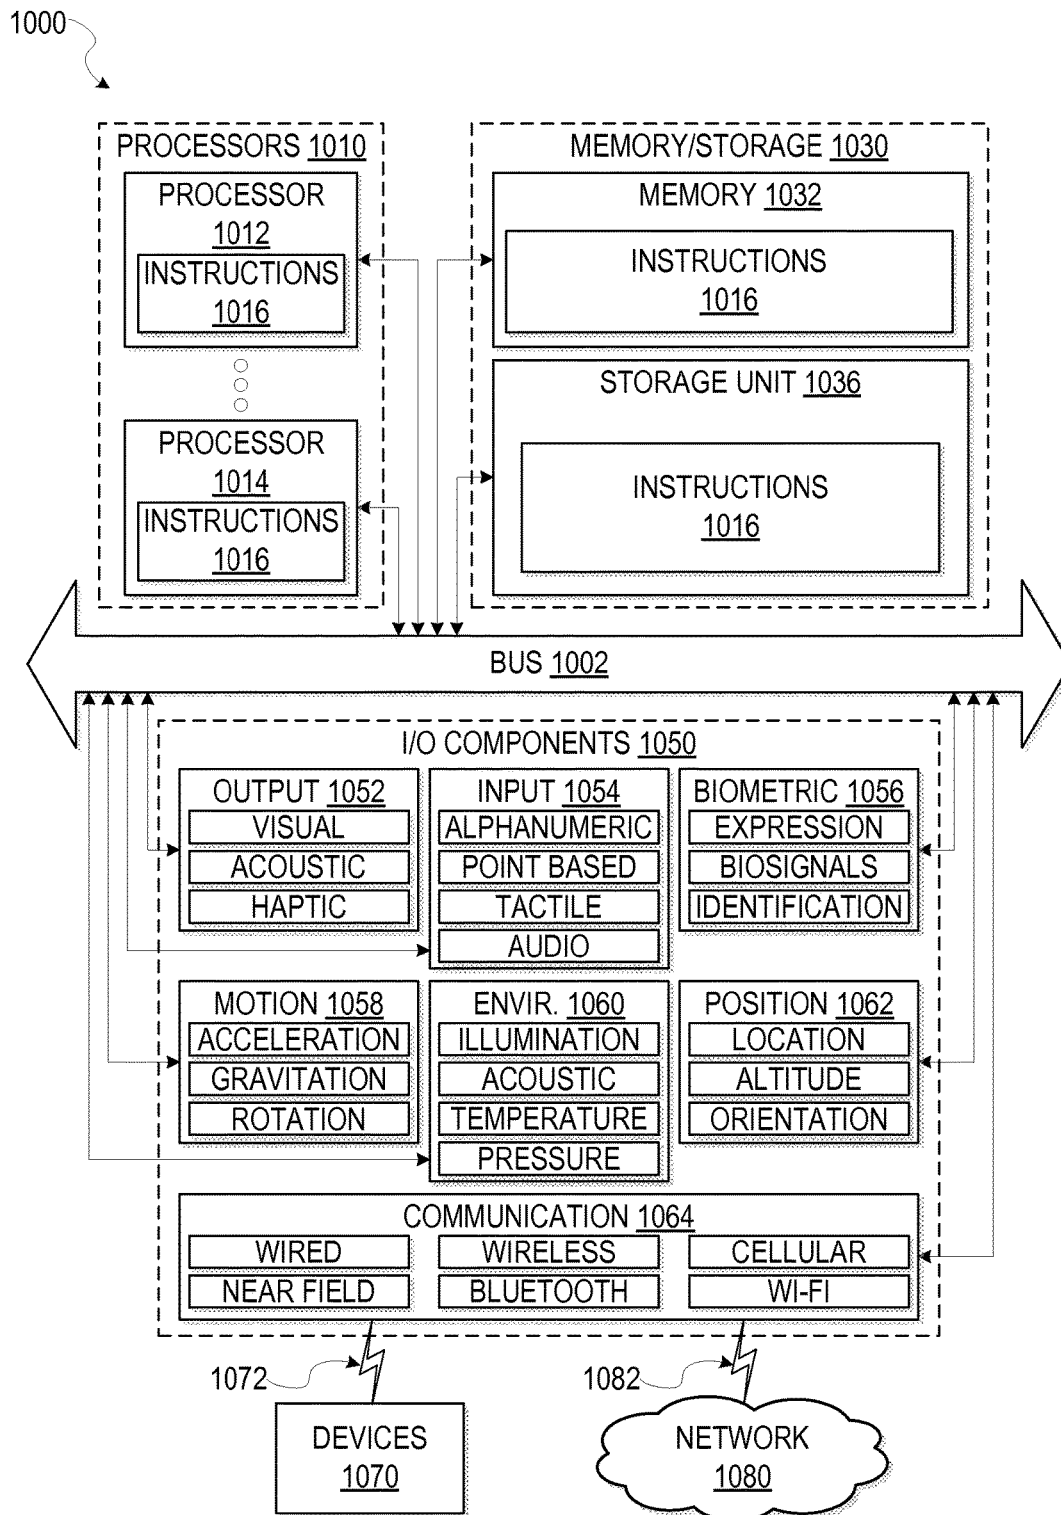 1000
PROCESSORS 1010
PROCESSOR
1012
INSTRUCTIONS
1016
PROCESSOR
1014
INSTRUCTIONS
1016
MEMORY/STORAGE 1030
MEMORY 1032
INSTRUCTIONS
1016
STORAGE UNIT 1036
INSTRUCTIONS
1016
BUS 1002
I/O COMPONENTS 1050
OUTPUT 1052
VISUAL
ACOUSTIC
HAPTIC
INPUT 1054
ALPHANUMERIC
POINT BASED
TACTILE
AUDIO
BIOMETRIC 1056
EXPRESSION
BIOSIGNALS
IDENTIFICATION
MOTION 1058
ACCELERATION
GRAVITATION
ROTATION
ENVIR. 1060
ILLUMINATION
ACOUSTIC
TEMPERATURE
PRESSURE
POSITION 1062
LOCATION
ALTITUDE
ORIENTATION
COMMUNICATION 1064
WIRED
WIRELESS
CELLULAR
NEAR FIELD
BLUETOOTH
WI-FI
1072
1082
DEVICES
1070
NETWORK
1080